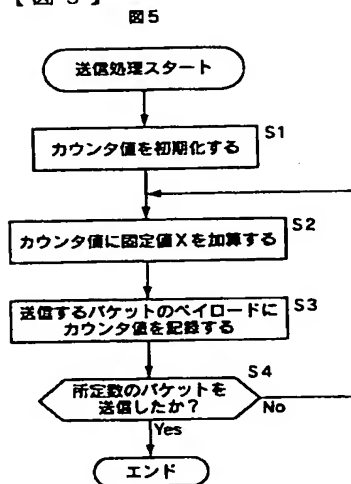 【図5】
図5
送信処理スタート
カウンタ値を初期化する
S1
カウンタ値に固定値Xを加算する
S2
送信するパケットのペイロードに
カウンタ値を記録する
S3
S4
所定数のパケットを
送信したか?
No
Yes
エンド